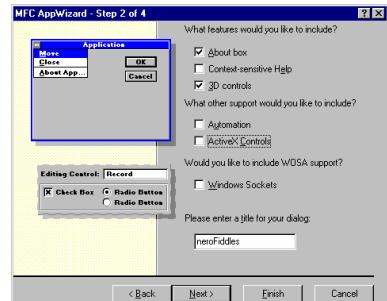 MFC AppWizard - Step 2 of 4
Application
Move
Close
About App...
OK
Cancel
Editing Control: Record
Check Box
Radio Button
Radio Button
What features would you like to include?
About box
Context-sensitive Help
3D controls
What other support would you like to include?
Automation
ActiveX Controls
Would you like to include WOSA support?
Windows Sockets
Please enter a title for your dialog:
neroFiddles
< Back
Next >
Finish
Cancel